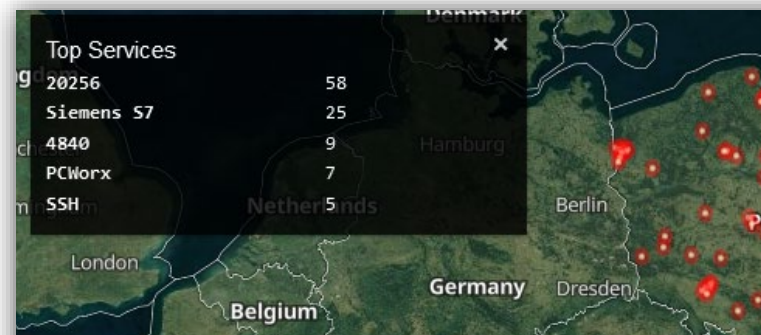 Denmark
Top Services ×
20256 58
Siemens S7 25
4840 9
PCWorx 7
SSH 5
Hamburg
Netherlands
Berlin
London
Germany
Dresden
Belgium